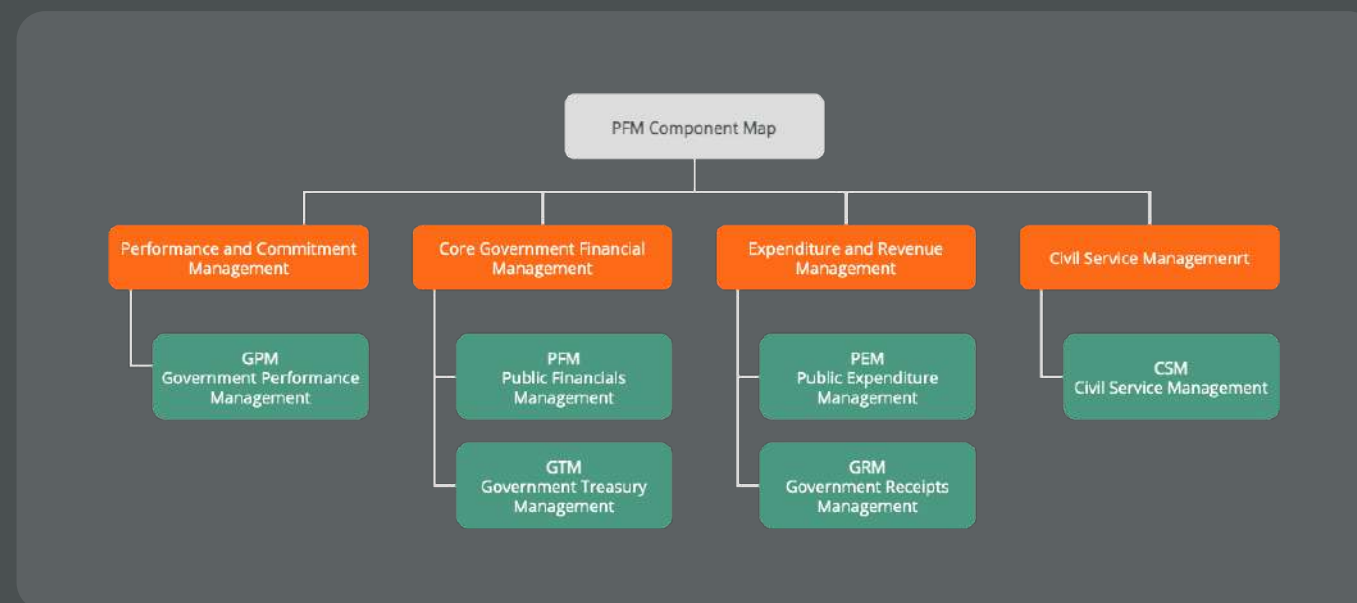 PFM Component Map
Performance and Commitment
Management
Core Government Financial
Management
Expenditure and Revenue
Management
Civil Service Managemenrt
GPM
Government Performance
Management
PFM
Public Financials
Management
PEM
Public Expenditure
Management
CSM
Civil Service Management
GTM
Government Treasury
Management
GRM
Government Receipts
Management